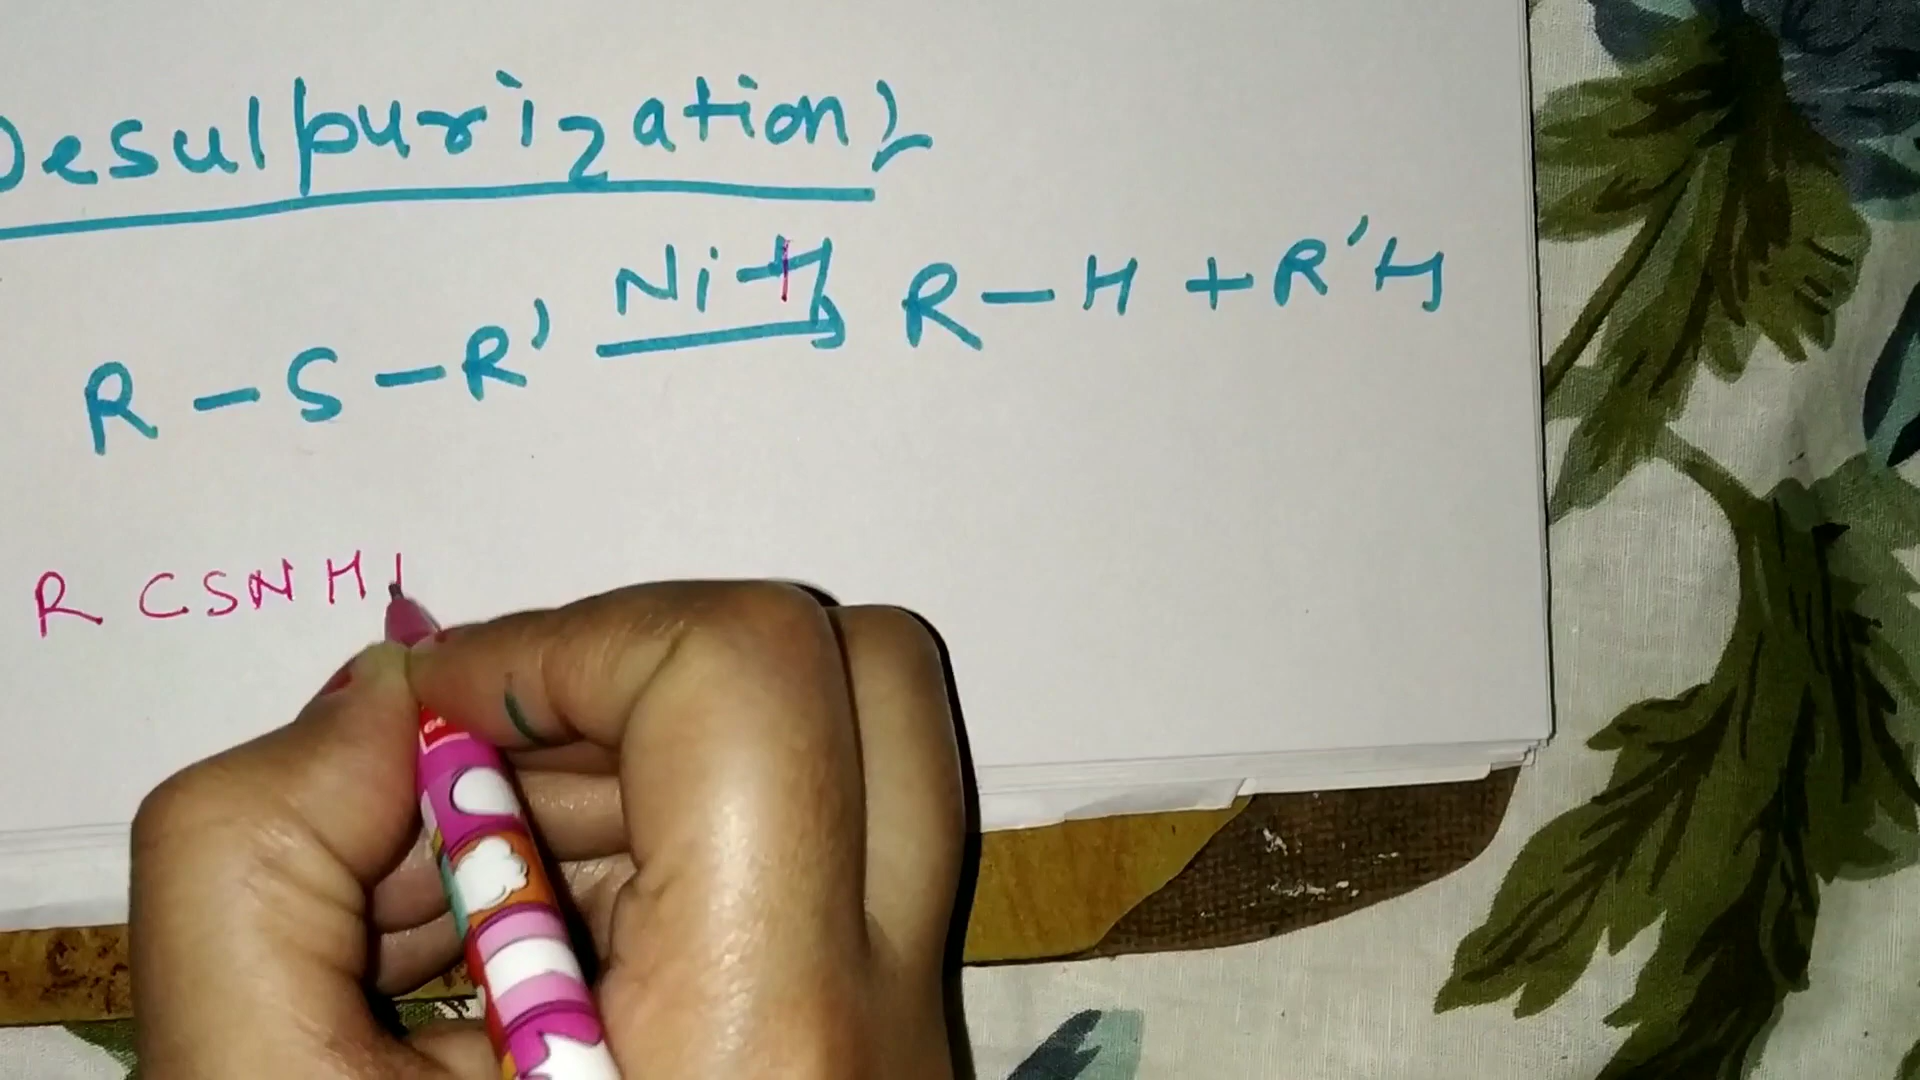 Desulpurization :-
R - S - R' Ni-H R - H + R'H
R CSNH